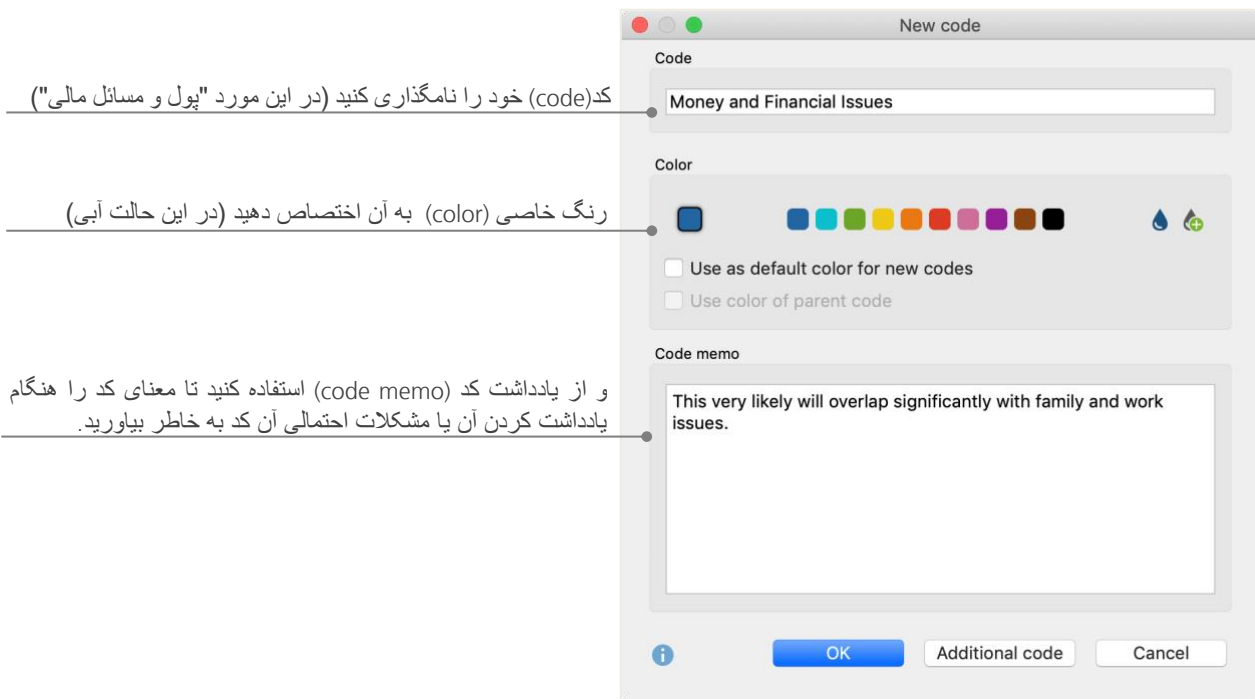 New code
Code
کد(code) خود را نامگذاری کنید (در این مورد "پول و مسائل مالی")
Money and Financial Issues
Color
رنگ خاصی (color) به آن اختصاص دهید (در این حالت آبی)
Use as default color for new codes
Use color of parent code
Code memo
و از یادداشت کد (code memo) استفاده کنید تا معنای کد را هنگام
یادداشت کردن آن یا مشکلات احتمالی آن کد به خاطر بیاورید.
This very likely will overlap significantly with family and work
issues.
OK
Additional code
Cancel